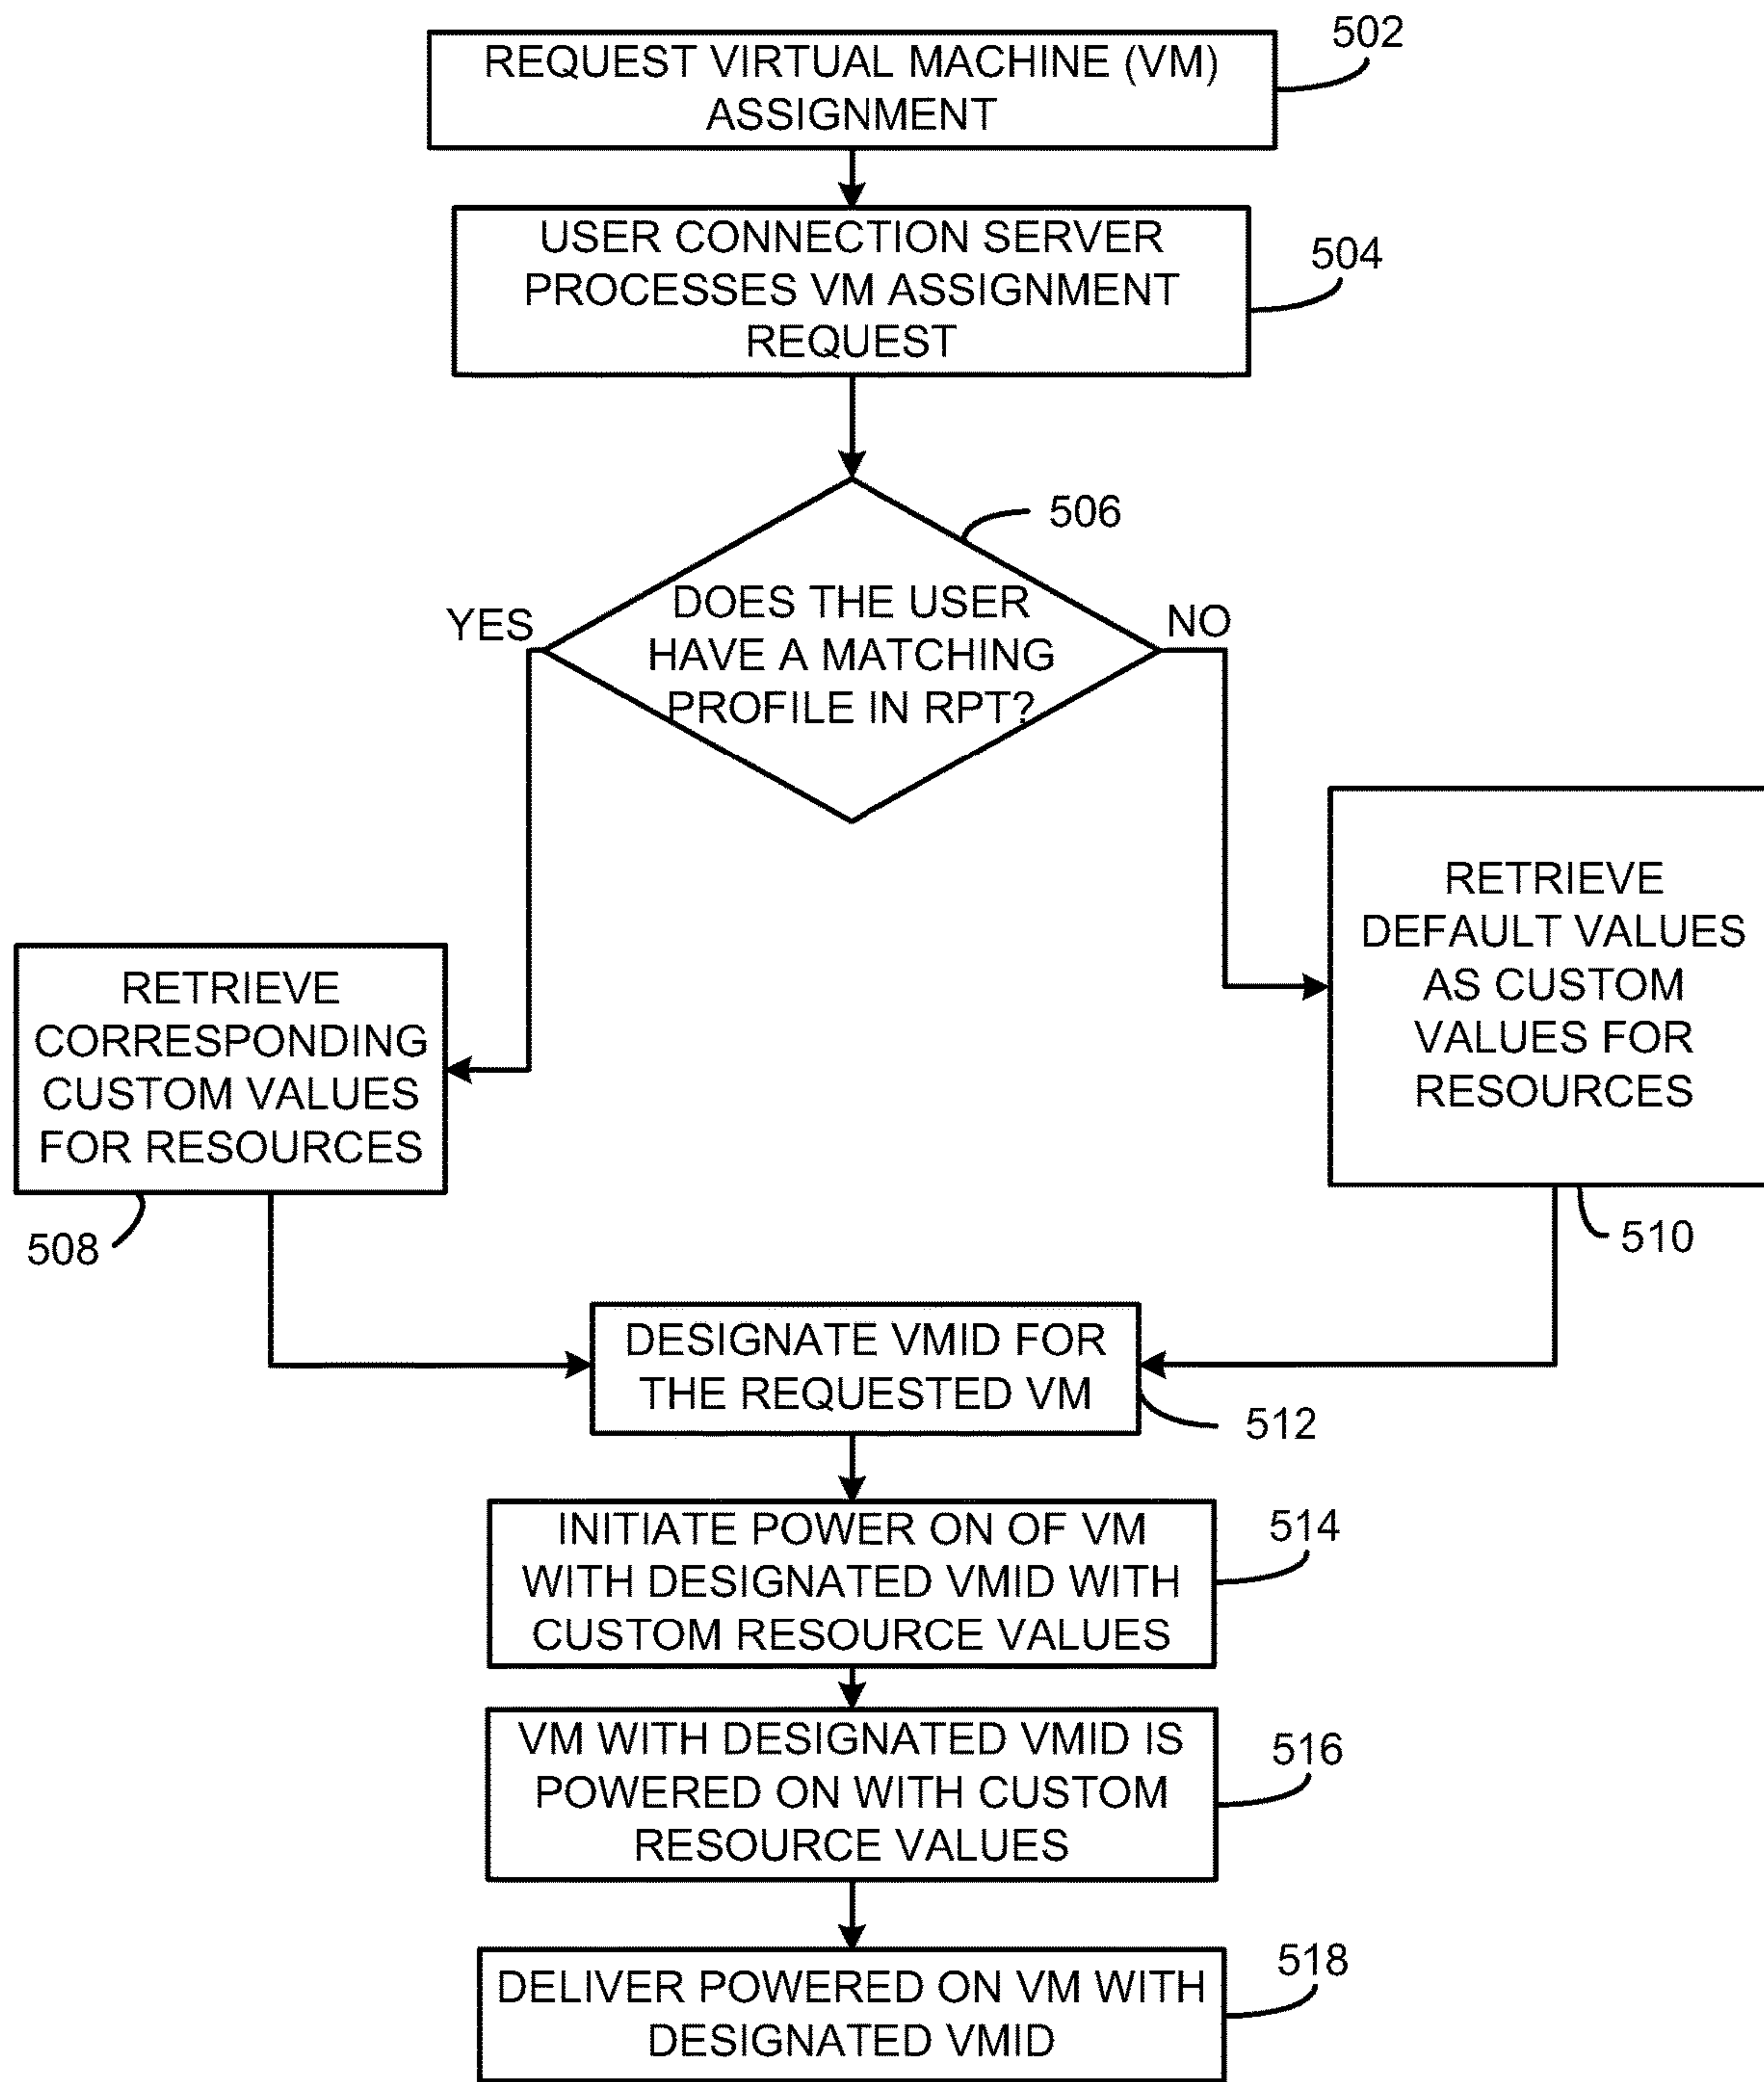 REQUEST VIRTUAL MACHINE (VM)
ASSIGNMENT
502
USER CONNECTION SERVER
PROCESSES VM ASSIGNMENT
REQUEST
504
506
DOES THE USER
HAVE A MATCHING
PROFILE IN RPT?
YES
NO
RETRIEVE
CORRESPONDING
CUSTOM VALUES
FOR RESOURCES
508
RETRIEVE
DEFAULT VALUES
AS CUSTOM
VALUES FOR
RESOURCES
510
DESIGNATE VMID FOR
THE REQUESTED VM
512
INITIATE POWER ON OF VM
WITH DESIGNATED VMID WITH
CUSTOM RESOURCE VALUES
514
VM WITH DESIGNATED VMID IS
POWERED ON WITH CUSTOM
RESOURCE VALUES
516
DELIVER POWERED ON VM WITH
DESIGNATED VMID
518